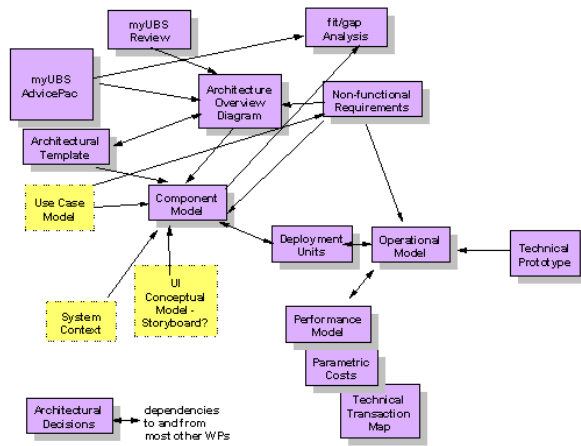 myUBS
Review
fit/gap
Analysis
myUBS
AdvicePac
Architecture
Overview
Diagram
Non-functional
Requirements
Architectural
Template
Use Case
Model
Component
Model
Deployment
Units
Operational
Model
Technical
Prototype
System
Context
UI
Conceptual
Model -
Storyboard?
Performance
Model
Parametric
Costs
Technical
Transaction
Map
Architectural
Decisions
dependencies
to and from
most other WPs